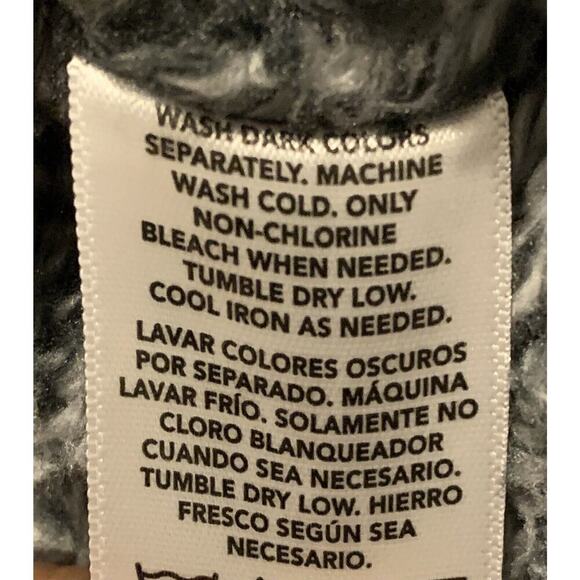 WASH DARK COLORS
SEPARATELY. MACHINE
WASH COLD. ONLY
NON-CHLORINE
BLEACH WHEN NEEDED.
TUMBLE DRY LOW.
COOL IRON AS NEEDED.
LAVAR COLORES OSCUROS
POR SEPARADO. MÁQUINA
LAVAR FRÍO. SOLAMENTE NO
CLORO BLANQUEADOR
CUANDO SEA NECESARIO.
TUMBLE DRY LOW. HIERRO
FRESCO SEGÚN SEA
NECESARIO.